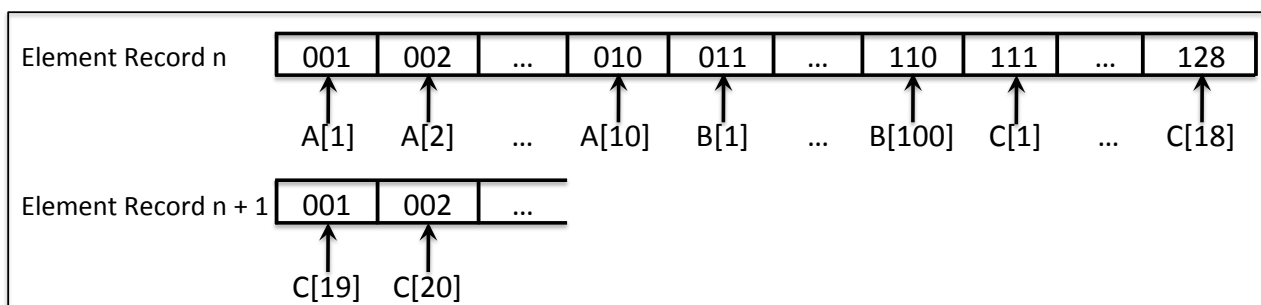 Element Record n 001 002 ... 010 011 ... 110 111 ... 128
A[1] A[2] ... A[10] B[1] ... B[100] C[1] ... C[18]
Element Record n + 1 001 002 ...
C[19] C[20]